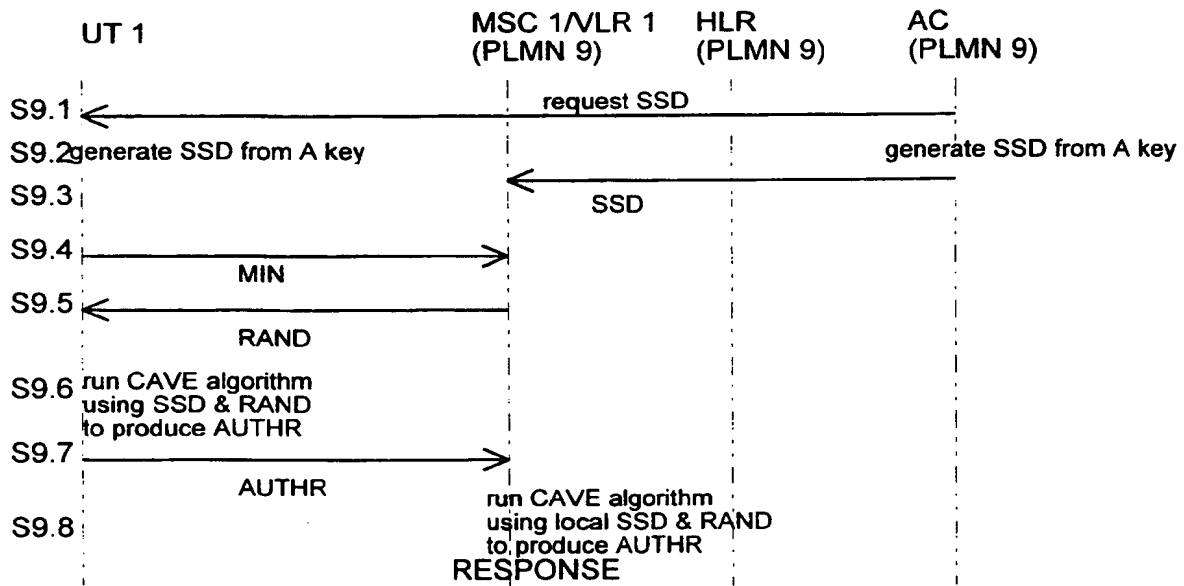 UT 1
MSC 1/VLR 1
(PLMN 9)
HLR
(PLMN 9)
AC
(PLMN 9)
S9.1
request SSD
S9.2
generate SSD from A key
generate SSD from A key
S9.3
SSD
S9.4
MIN
S9.5
RAND
S9.6
run CAVE algorithm
using SSD & RAND
to produce AUTHR
S9.7
AUTHR
S9.8
run CAVE algorithm
using local SSD & RAND
to produce AUTHR
RESPONSE